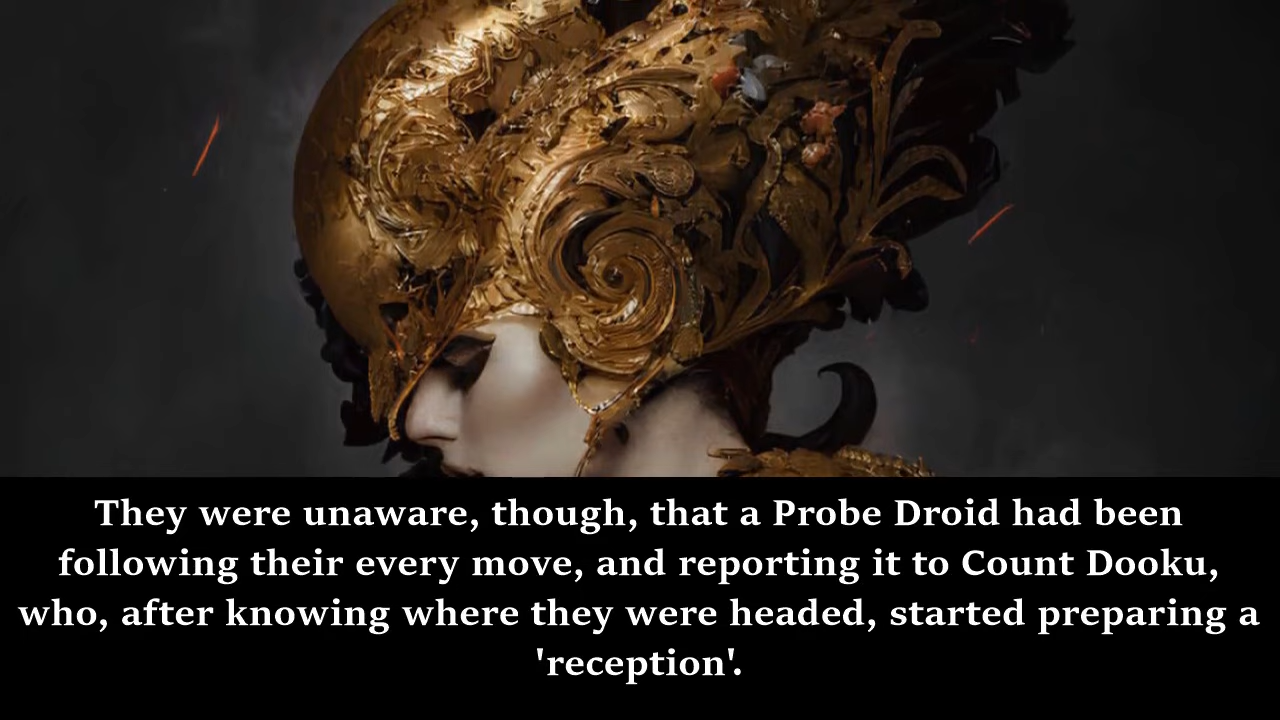 They were unaware, though, that a Probe Droid had been
following their every move, and reporting it to Count Dooku,
who, after knowing where they were headed, started preparing a
'reception'.